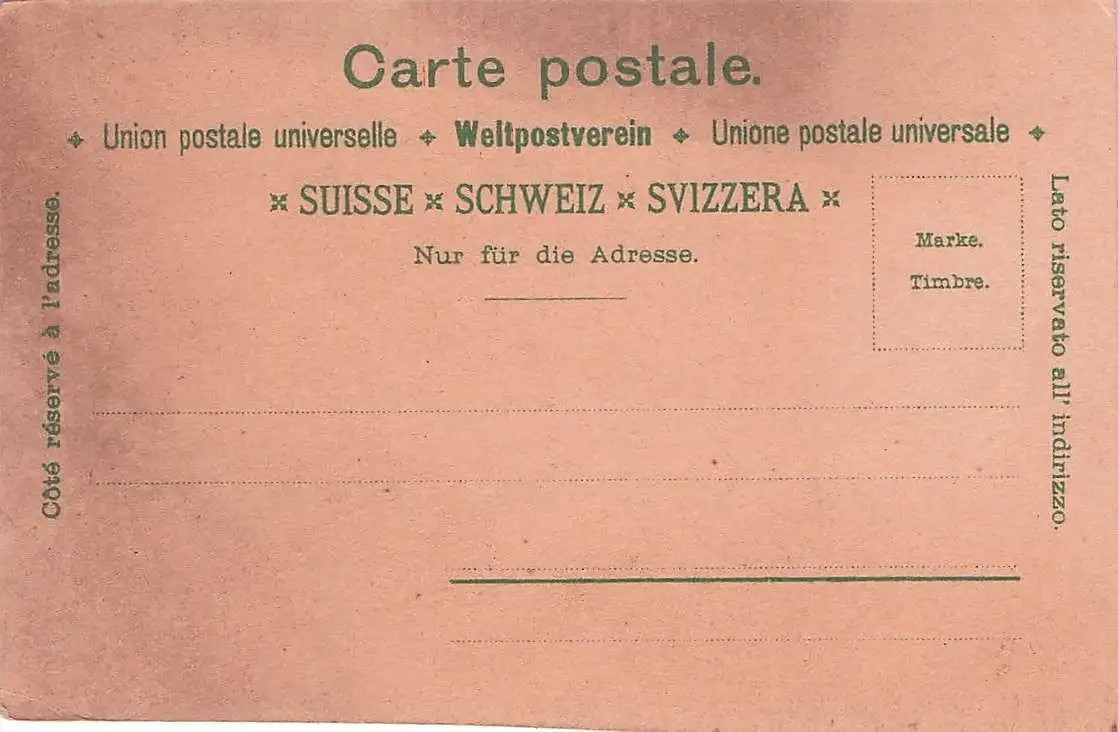 Carte postale.
Union postale universelle Weltpostverein Unione postale universale
SUISSE SCHWEIZ SVIZZERA
Nur für die Adresse.
Marke.
Timbre.
Côté réservé à l'adresse.
Lato riservato all' indirizzo.